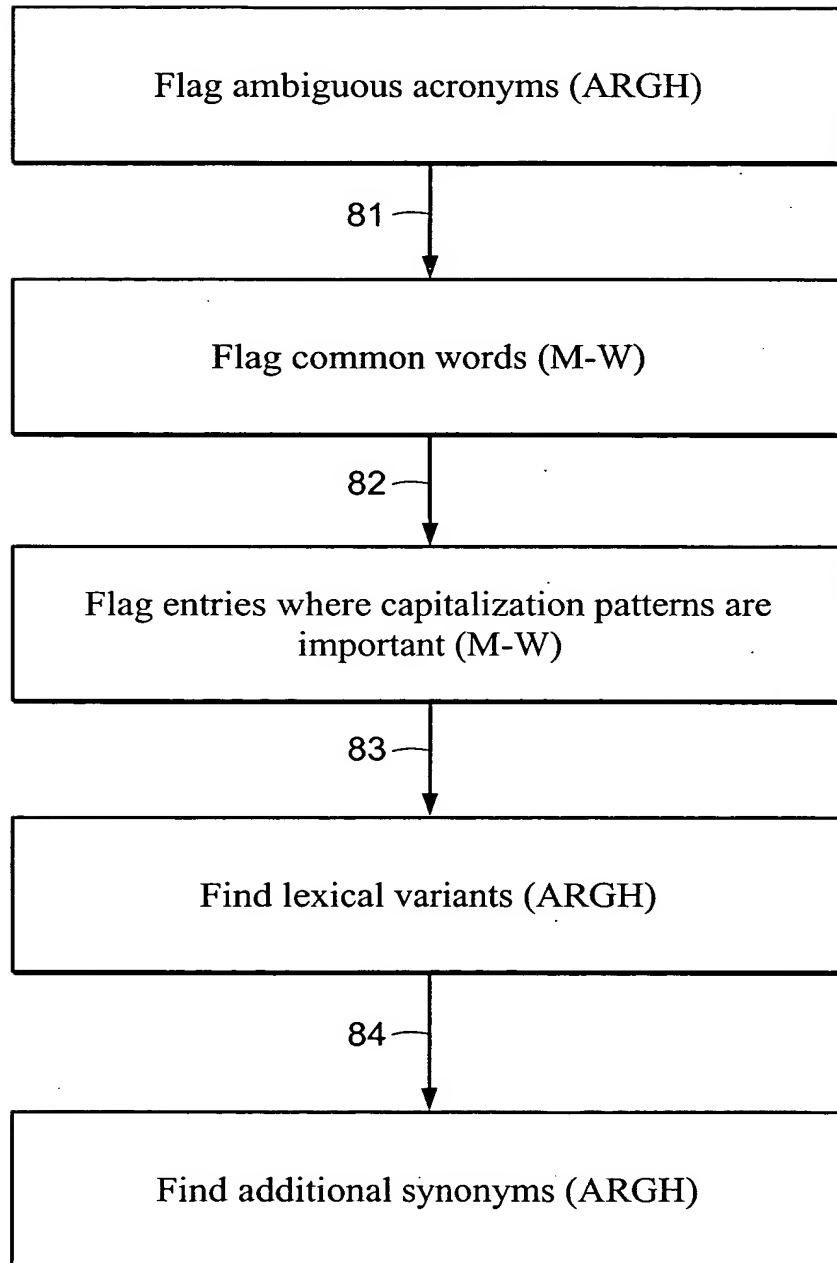 Flag ambiguous acronyms (ARGH)
81
Flag common words (M-W)
82
Flag entries where capitalization patterns are
important (M-W)
83
Find lexical variants (ARGH)
84
Find additional synonyms (ARGH)